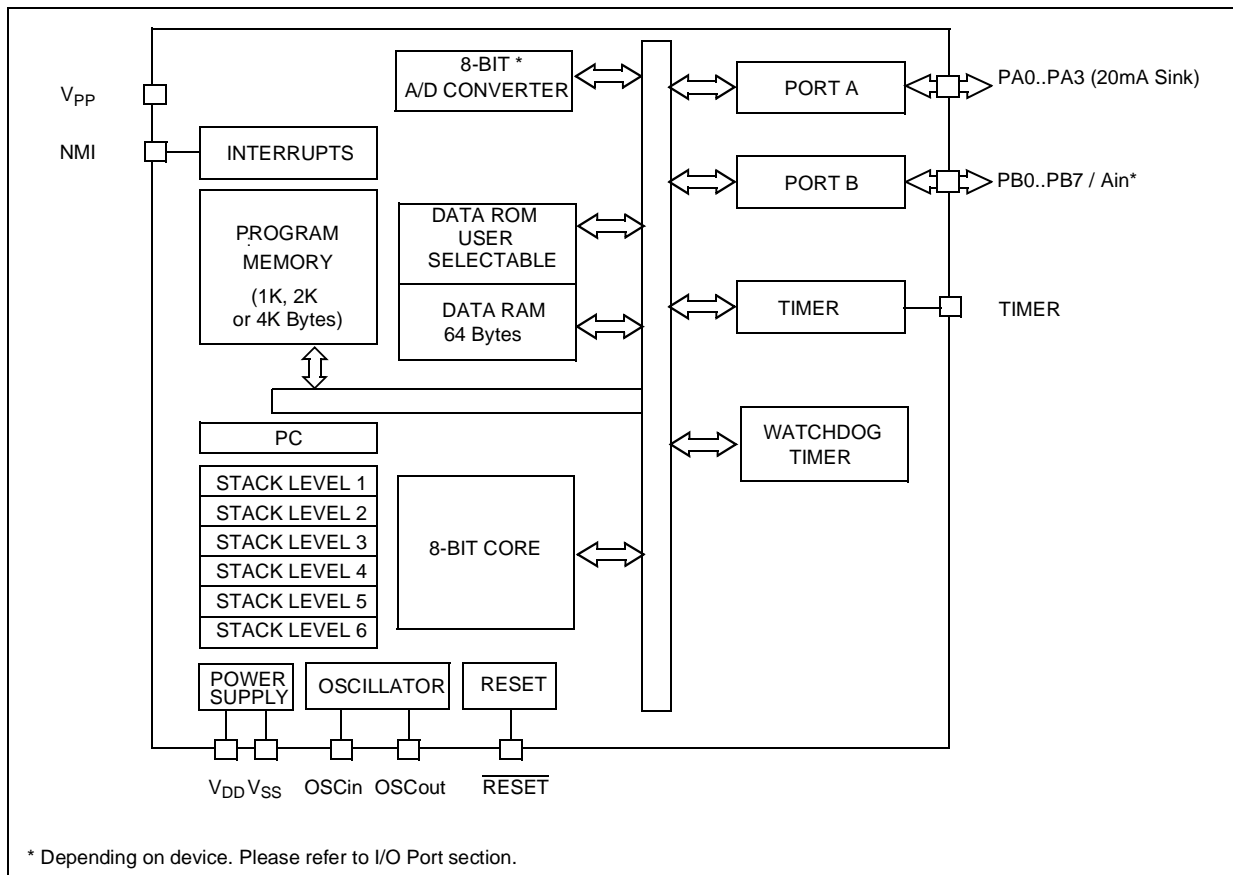 8-BIT *
A/D CONVERTER
PORT A
PA0..PA3 (20mA Sink)
VPP
NMI
INTERRUPTS
PORT B
PB0..PB7 / Ain*
PROGRAM
:
MEMORY
(1K, 2K
or 4K Bytes)
DATA ROM
USER
SELECTABLE
DATA RAM
64 Bytes
TIMER
TIMER
PC
WATCHDOG
TIMER
STACK LEVEL 1
STACK LEVEL 2
STACK LEVEL 3
STACK LEVEL 4
STACK LEVEL 5
STACK LEVEL 6
8-BIT CORE
POWER
SUPPLY
OSCILLATOR
RESET
VDD VSS
OSCin OSCout
RESET
* Depending on device. Please refer to I/O Port section.